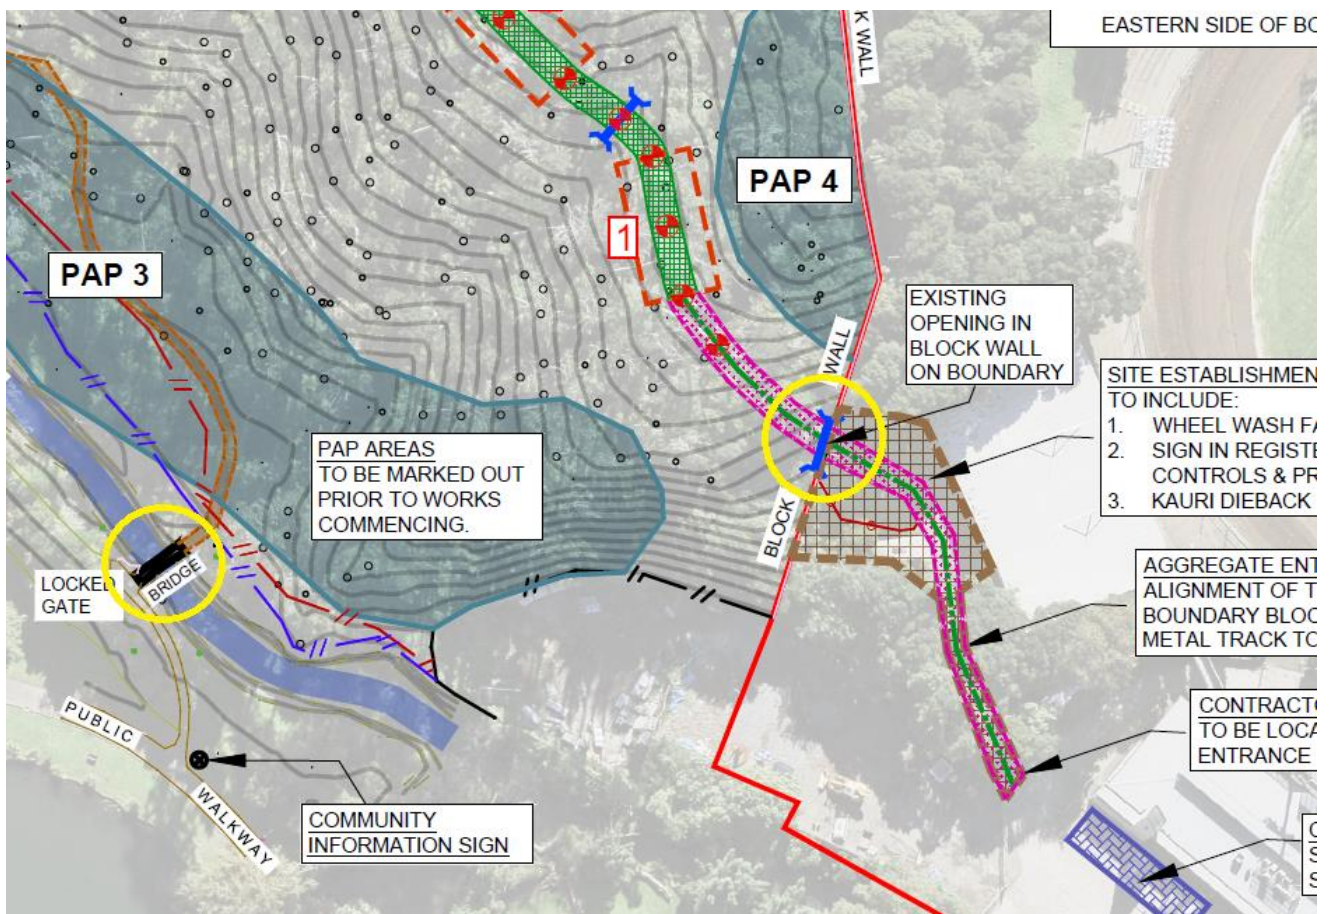 EASTERN SIDE OF BO
K WALL
PAP 4
PAP 3
1
EXISTING
OPENING IN
BLOCK WALL
ON BOUNDARY
WALL
BLOCK
SITE ESTABLISHMEN
TO INCLUDE:
1. WHEEL WASH FA
2. SIGN IN REGISTE
CONTROLS & PR
3. KAURI DIEBACK
PAP AREAS
TO BE MARKED OUT
PRIOR TO WORKS
COMMENCING.
LOCKED
GATE
BRIDGE
AGGREGATE ENT
ALIGNMENT OF T
BOUNDARY BLOC
METAL TRACK TO
CONTRACTO
TO BE LOCA
ENTRANCE
PUBLIC
WALKWAY
COMMUNITY
INFORMATION SIGN
S
S